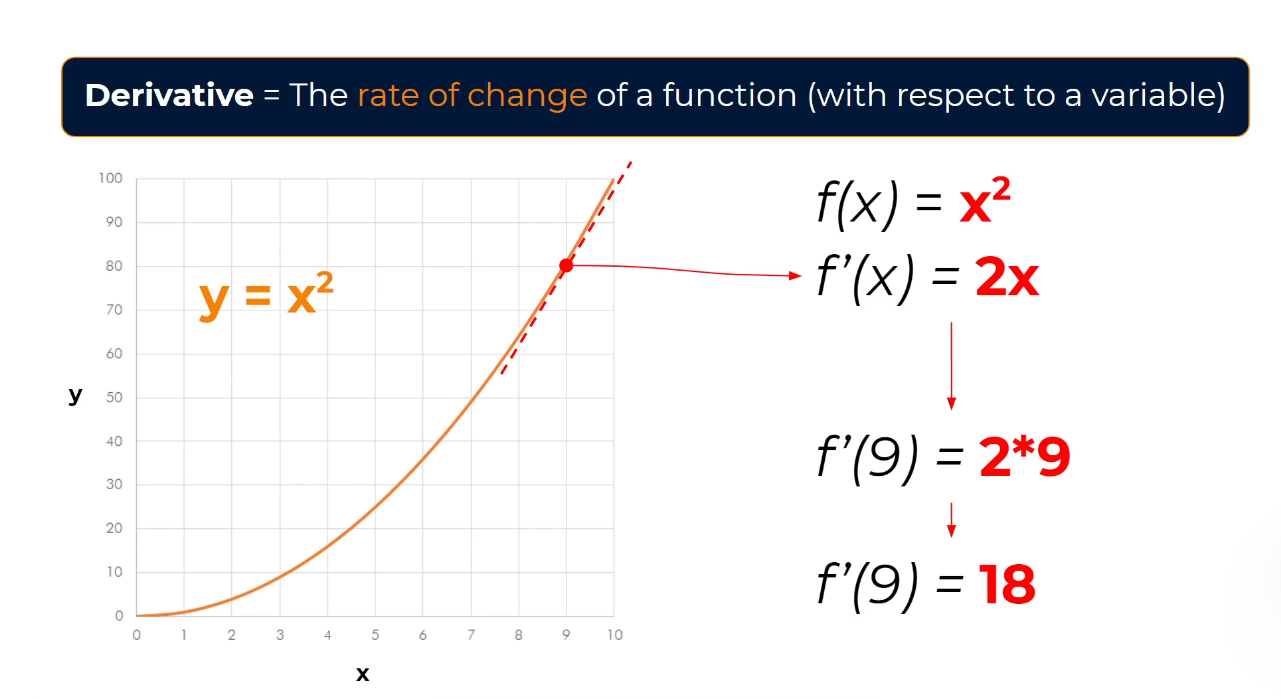 Derivative = The rate of change of a function (with respect to a variable)
100
90
80
70
60
50
40
30
20
10
0
y
y = x²
0 1 2 3 4 5 6 7 8 9 10
x
f(x) = x²
f’(x) = 2x
f’(9) = 2*9
f’(9) = 18